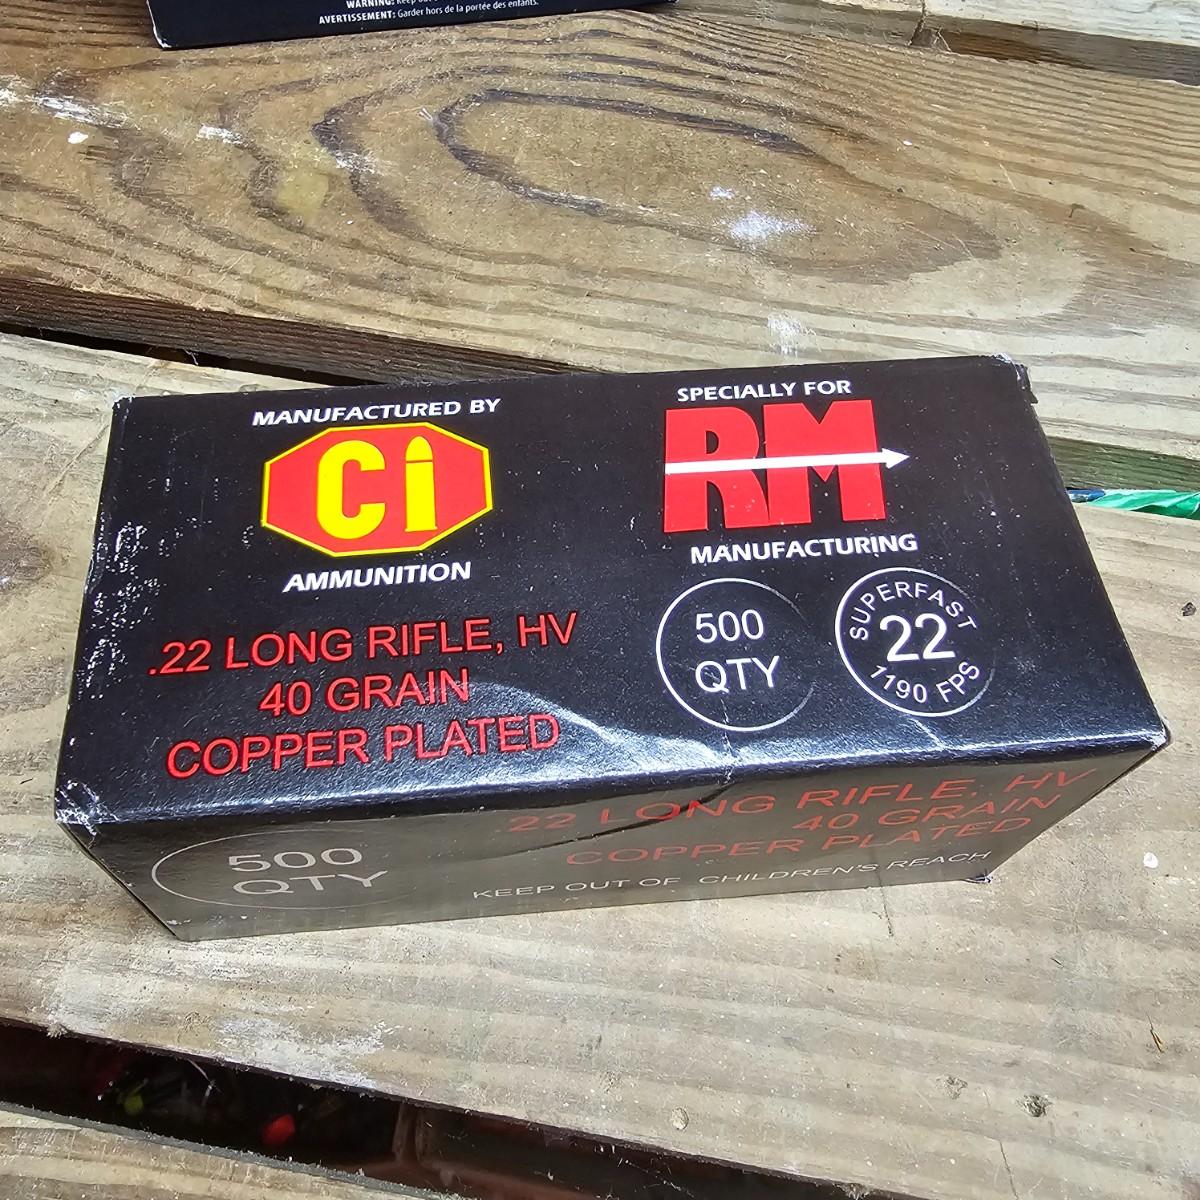 WARNING: Keep out
AVERTISSEMENT: Garder hors de la portée des enfants.
MANUFACTURED BY
Ci
AMMUNITION
.22 LONG RIFLE, HV
40 GRAIN
COPPER PLATED
SPECIALLY FOR
RM
MANUFACTURING
500
QTY
SUPERFAST
22
1190 FPS
500
QTY
.22 LONG RIFLE, HV
40 GRAIN
COPPER PLATED
KEEP OUT OF CHILDREN'S REACH